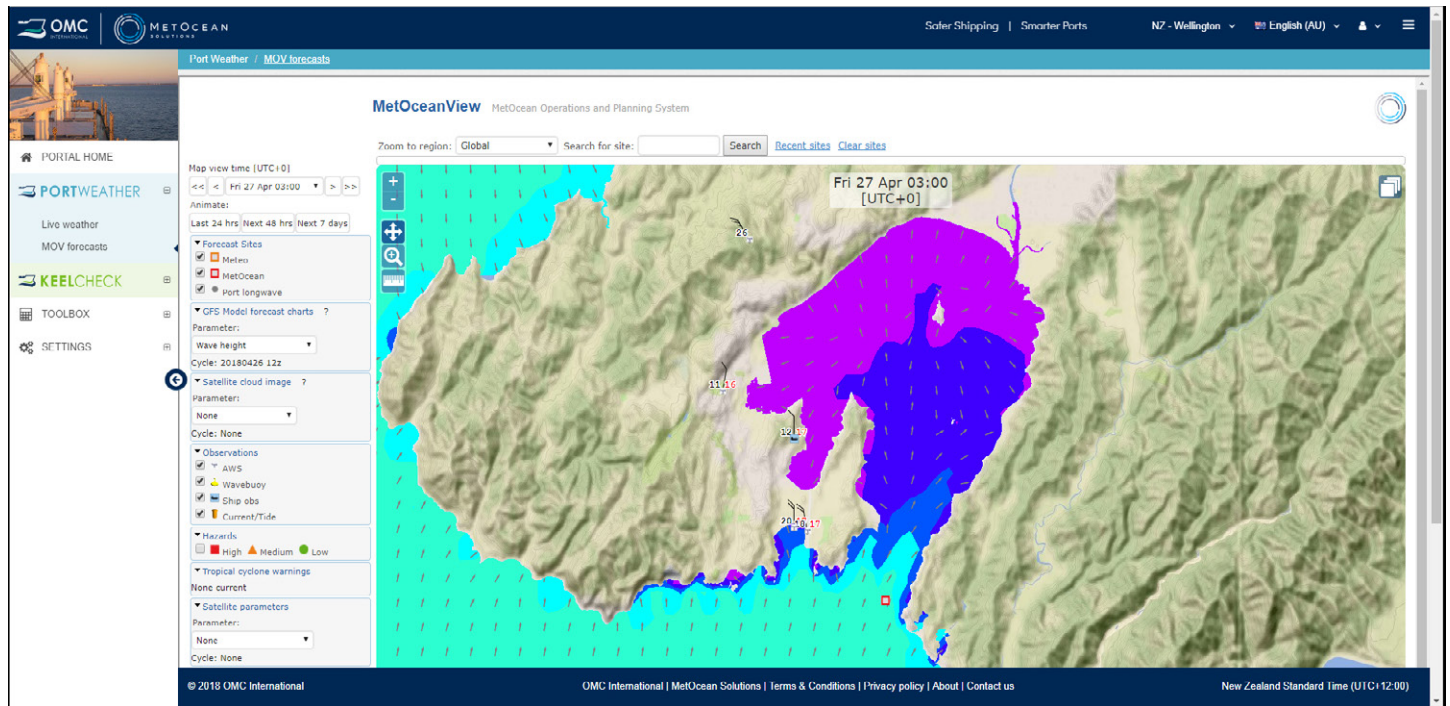 OMC
INTERNATIONAL
METOCEAN
SOLUTIONS
Safer Shipping | Smarter Ports
NZ - Wellington
English (AU)
Port Weather / MOV forecasts
PORTAL HOME
PORTWEATHER
Live weather
MOV forecasts
KEELCHECK
TOOLBOX
SETTINGS
MetOceanView MetOcean Operations and Planning System
Zoom to region: Global Search for site: Search Recent sites Clear sites
Map view time [UTC+0]
<< < Fri 27 Apr 03:00 > >>
Animate:
Last 24 hrs Next 48 hrs Next 7 days
Forecast Sites
Meteo
MetOcean
Port longwave
GFS Model forecast charts ?
Parameter:
Wave height
Cycle: 20180426 12z
Satellite cloud image ?
Parameter:
None
Cycle: None
Observations
AWS
Wavebuoy
Ship obs
Current/Tide
Hazards
High Medium Low
Tropical cyclone warnings
None current
Satellite parameters
Parameter:
None
Cycle: None
+
-
Fri 27 Apr 03:00
[UTC+0]
26
11 16
12 17
20 17
© 2018 OMC International
OMC International | MetOcean Solutions | Terms & Conditions | Privacy policy | About | Contact us
New Zealand Standard Time (UTC+12:00)